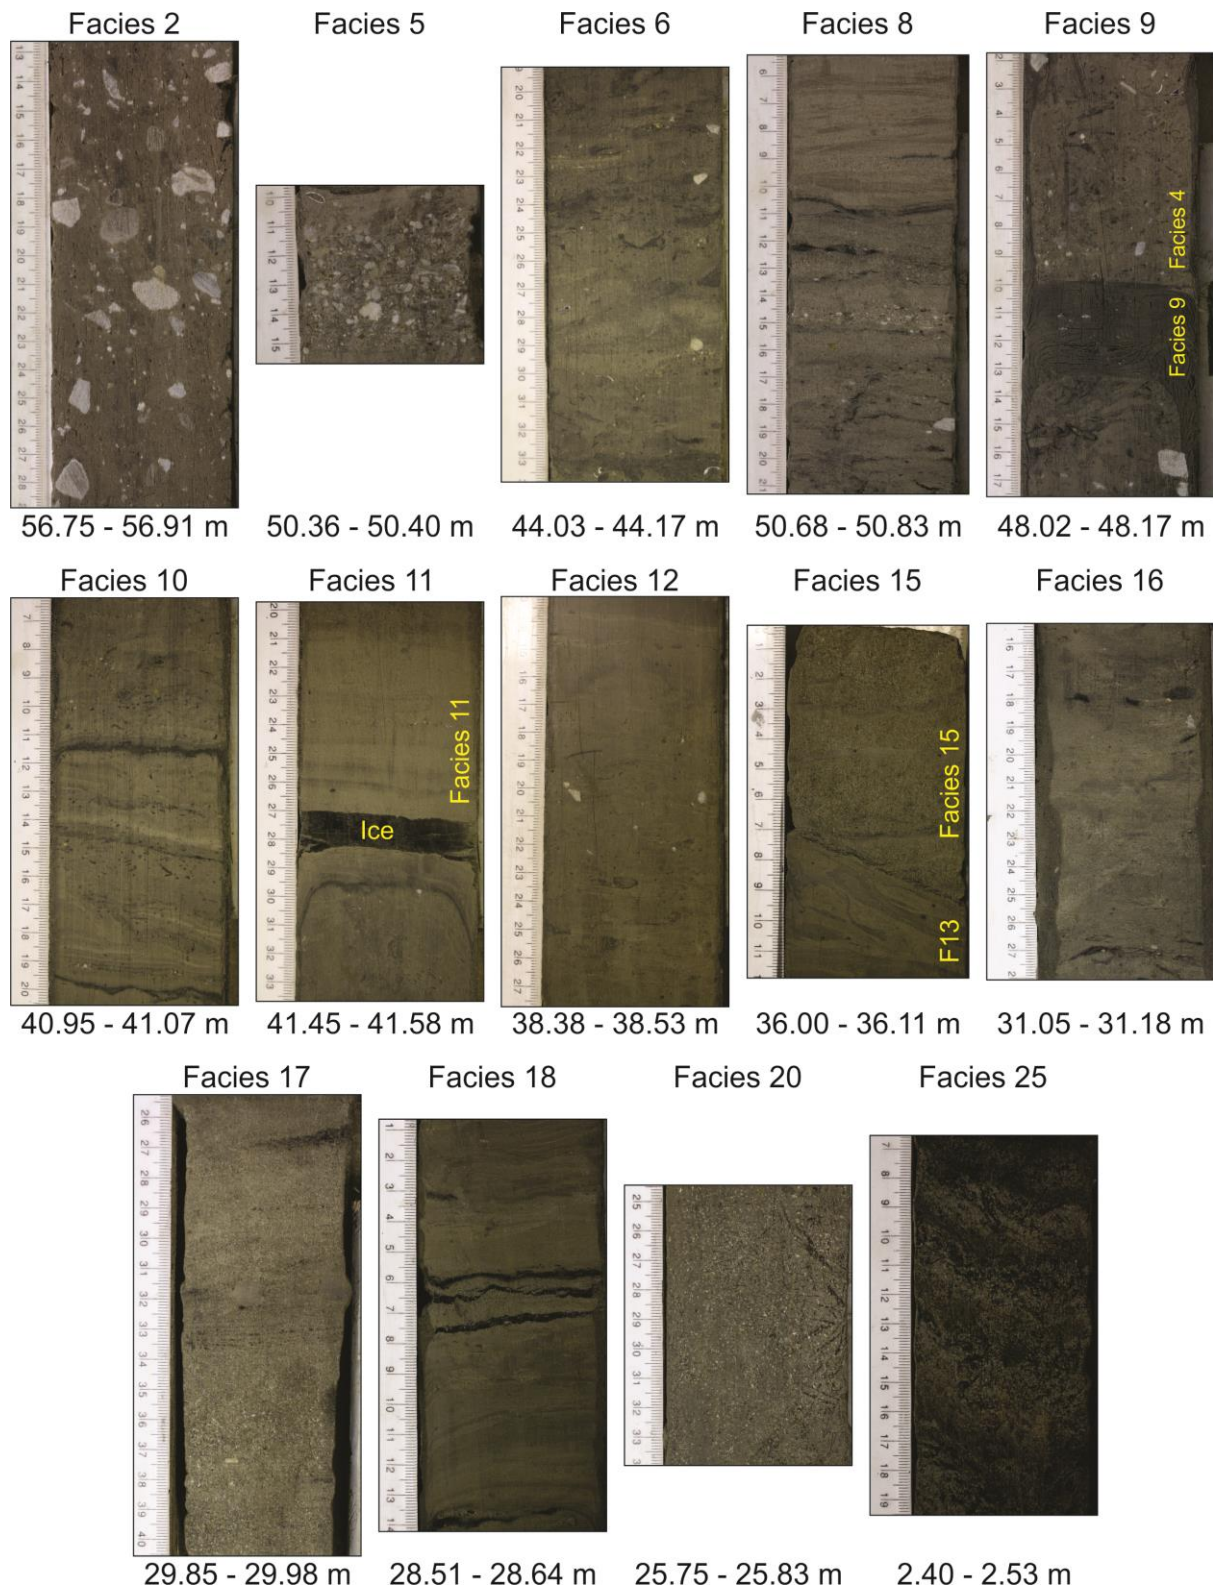 Facies 2 Facies 5 Facies 6 Facies 8 Facies 9
Facies 4
Facies 9
56.75 - 56.91 m 50.36 - 50.40 m 44.03 - 44.17 m 50.68 - 50.83 m 48.02 - 48.17 m
Facies 10 Facies 11 Facies 12 Facies 15 Facies 16
Facies 11
Ice
Facies 15
F13
40.95 - 41.07 m 41.45 - 41.58 m 38.38 - 38.53 m 36.00 - 36.11 m 31.05 - 31.18 m
Facies 17 Facies 18 Facies 20 Facies 25
29.85 - 29.98 m 28.51 - 28.64 m 25.75 - 25.83 m 2.40 - 2.53 m